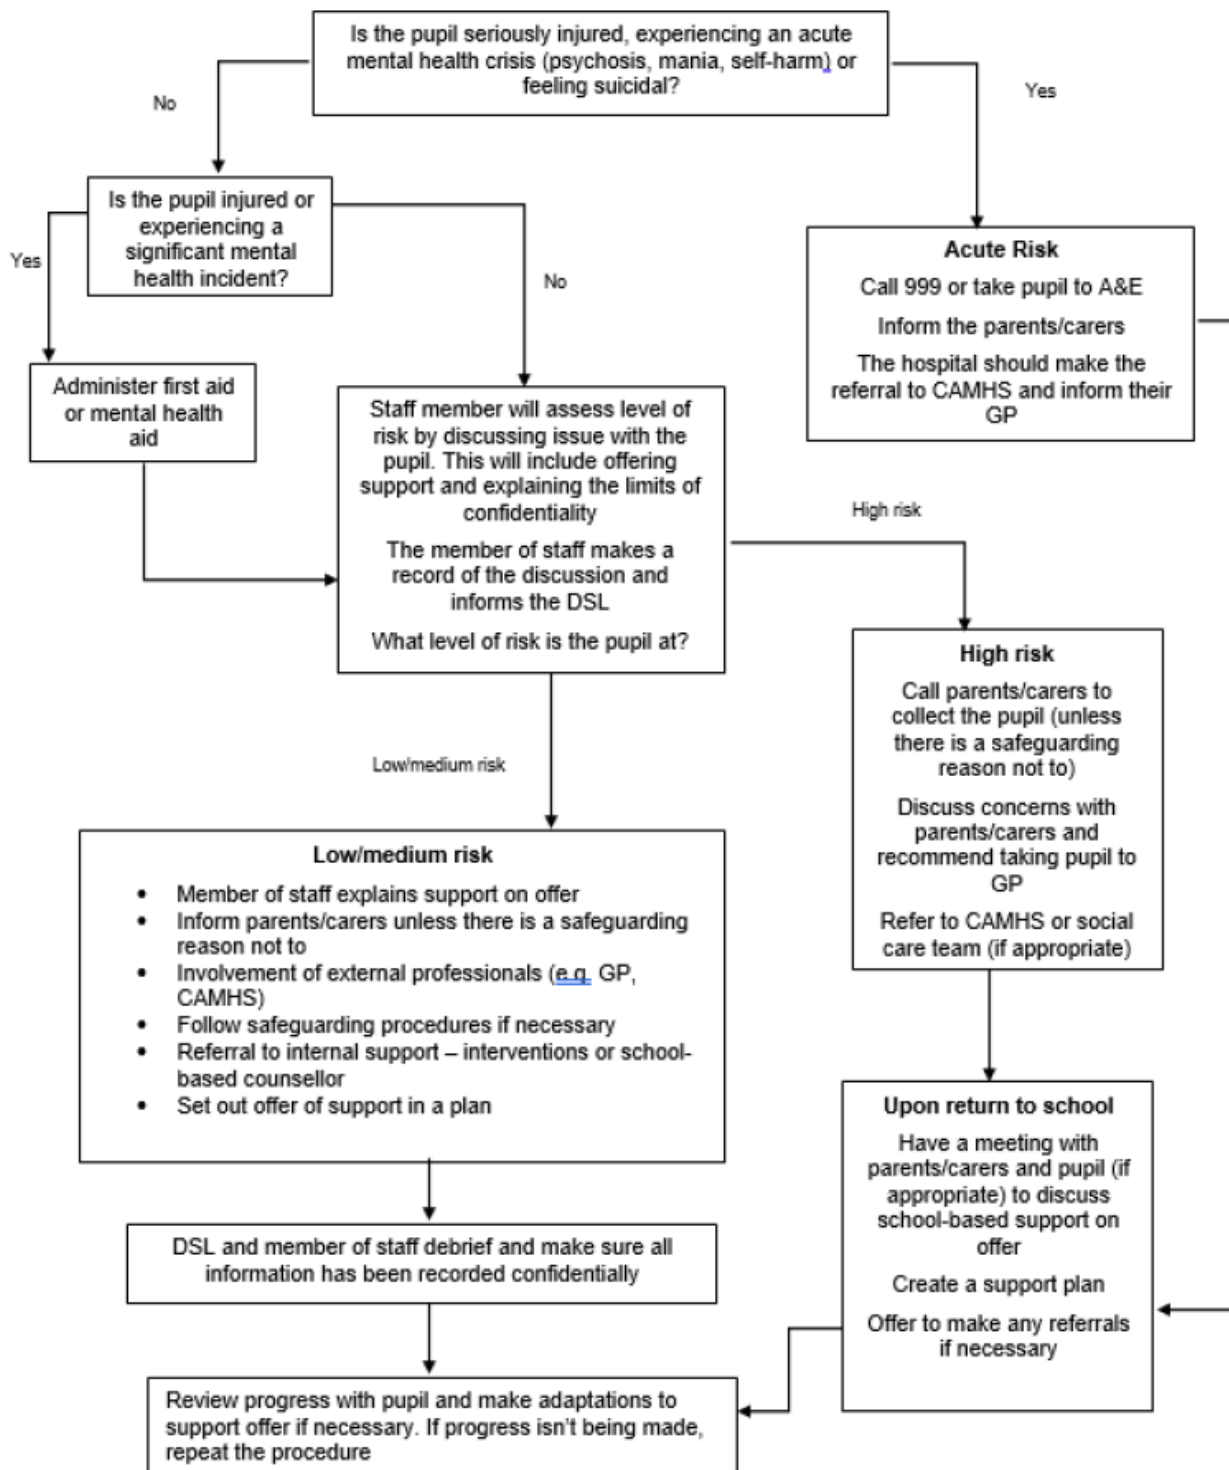 Is the pupil seriously injured, experiencing an acute
mental health crisis (psychosis, mania, self-harm) or
feeling suicidal?
No
Yes
Is the pupil injured or
experiencing a
significant mental
health incident?
Yes
No
Acute Risk
Call 999 or take pupil to A&E
Inform the parents/carers
The hospital should make the
referral to CAMHS and inform their
GP
Administer first aid
or mental health
aid
Staff member will assess level of
risk by discussing issue with the
pupil. This will include offering
support and explaining the limits of
confidentiality
The member of staff makes a
record of the discussion and
informs the DSL
What level of risk is the pupil at?
High risk
High risk
Call parents/carers to
collect the pupil (unless
there is a safeguarding
reason not to)
Discuss concerns with
parents/carers and
recommend taking pupil to
GP
Refer to CAMHS or social
care team (if appropriate)
Low/medium risk
Low/medium risk
• Member of staff explains support on offer
• Inform parents/carers unless there is a safeguarding
reason not to
• Involvement of external professionals (e.g. GP,
CAMHS)
• Follow safeguarding procedures if necessary
• Referral to internal support – interventions or school-
based counsellor
• Set out offer of support in a plan
Upon return to school
Have a meeting with
parents/carers and pupil (if
appropriate) to discuss
school-based support on
offer
Create a support plan
Offer to make any referrals
if necessary
DSL and member of staff debrief and make sure all
information has been recorded confidentially
Review progress with pupil and make adaptations to
support offer if necessary. If progress isn't being made,
repeat the procedure